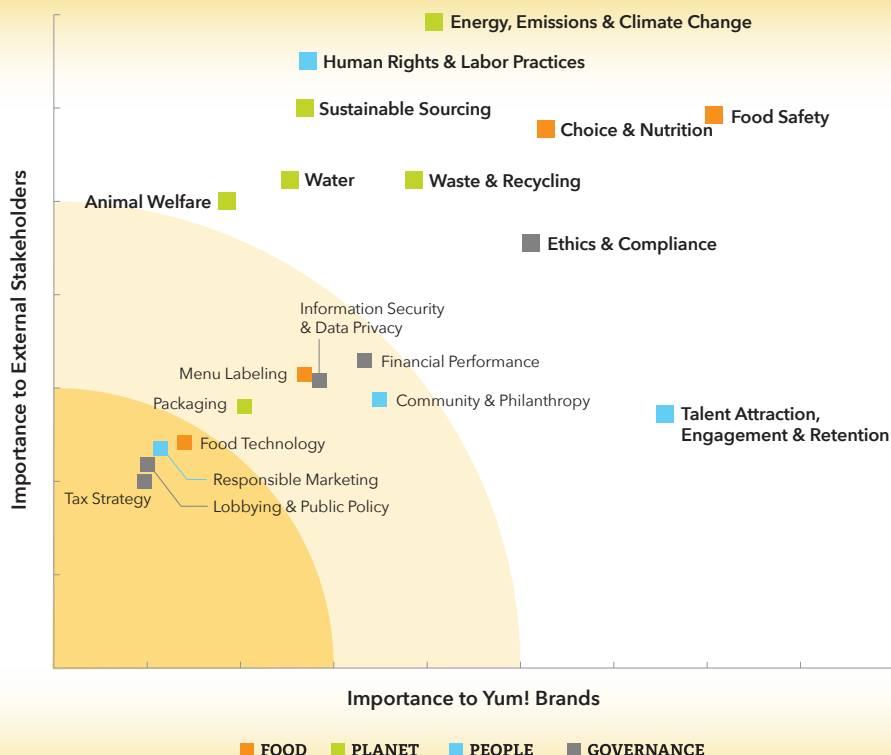 Energy, Emissions & Climate Change
Human Rights & Labor Practices
Sustainable Sourcing
Food Safety
Choice & Nutrition
Water
Waste & Recycling
Animal Welfare
Ethics & Compliance
Information Security
& Data Privacy
Financial Performance
Menu Labeling
Community & Philanthropy
Packaging
Talent Attraction,
Engagement & Retention
Food Technology
Responsible Marketing
Tax Strategy
Lobbying & Public Policy
Importance to External Stakeholders
Importance to Yum! Brands
FOOD PLANET PEOPLE GOVERNANCE